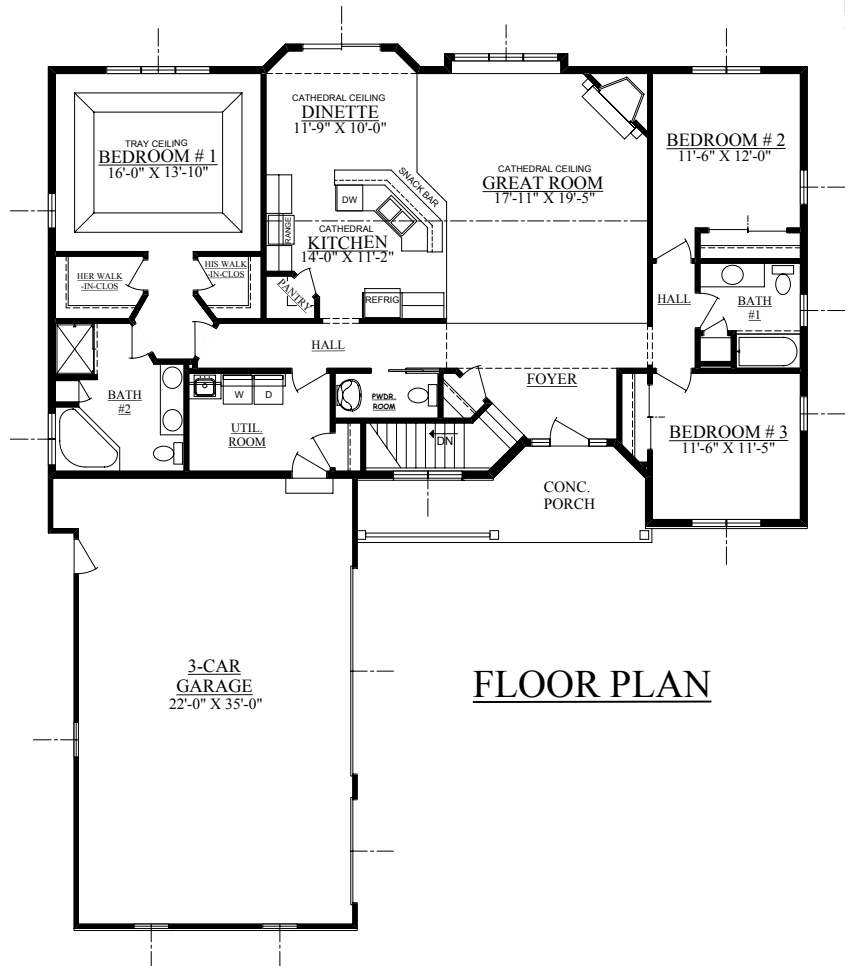 CATHEDRAL CEILING
DINETTE
11'-9" X 10'-0"
TRAY CEILING
BEDROOM # 1
16'-0" X 13'-10"
BEDROOM # 2
11'-6" X 12'-0"
CATHEDRAL CEILING
GREAT ROOM
17'-11" X 19'-5"
SNACK BAR
DW
RANGE
CATHEDRAL
KITCHEN
14'-0" X 11'-2"
HER WALK
-IN-CLOS
HIS WALK
-IN-CLOS
PANTRY
REFRIG
HALL
BATH
#1
HALL
FOYER
BATH
#2
W
D
PWDR.
ROOM
UTIL.
ROOM
DN
BEDROOM # 3
11'-6" X 11'-5"
CONC.
PORCH
3-CAR
GARAGE
22'-0" X 35'-0"
FLOOR PLAN